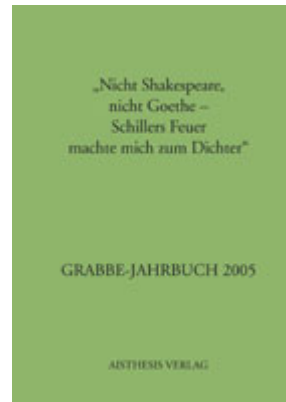 „Nicht Shakespeare,
nicht Goethe –
Schillers Feuer
machte mich zum Dichter“
GRABBE-JAHRBUCH 2005
AISTHESIS VERLAG